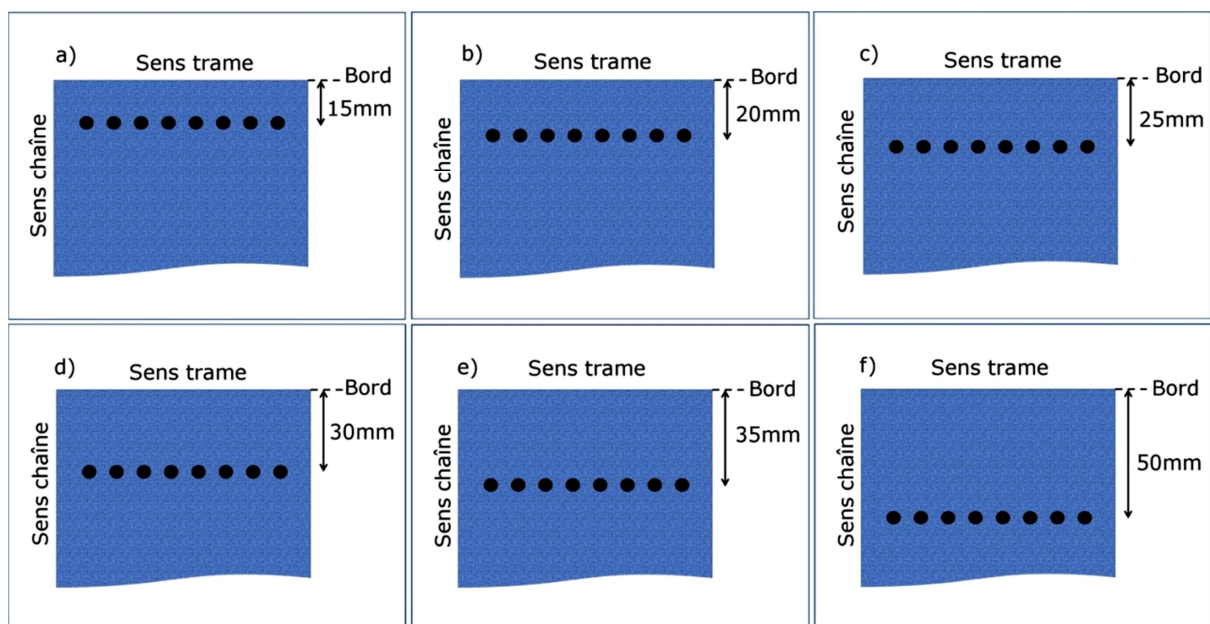 a)
Sens trame
Bord
15mm
Sens chaîne
b)
Sens trame
Bord
20mm
Sens chaîne
c)
Sens trame
Bord
25mm
Sens chaîne
d)
Sens trame
Bord
30mm
Sens chaîne
e)
Sens trame
Bord
35mm
Sens chaîne
f)
Sens trame
Bord
50mm
Sens chaîne